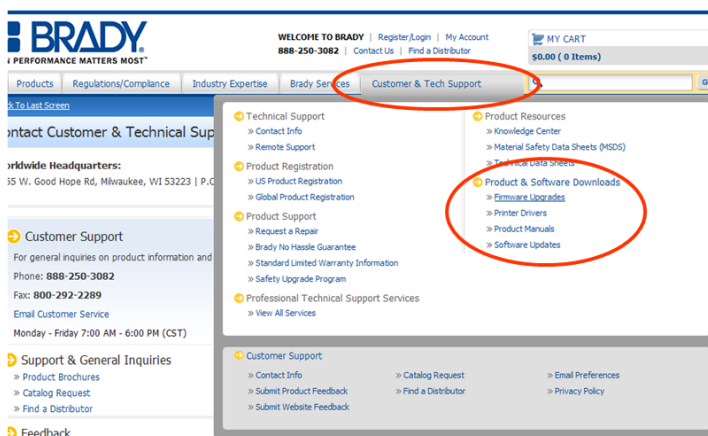 BRADY.
PERFORMANCE MATTERS MOST™
WELCOME TO BRADY | Register/Login | My Account
888-250-3082 | Contact Us | Find a Distributor
MY CART
$0.00 ( 0 Items)
Products
Regulations/Compliance
Industry Expertise
Brady Services
Customer & Tech Support
To Last Screen
ontact Customer & Technical Sup
orldwide Headquarters:
55 W. Good Hope Rd, Milwaukee, WI 53223 | P.O
Customer Support
For general inquiries on product information and
Phone: 888-250-3082
Fax: 800-292-2289
Email Customer Service
Monday - Friday 7:00 AM - 6:00 PM (CST)
Support & General Inquiries
» Product Brochures
» Catalog Request
» Find a Distributor
Feedback
Technical Support
» Contact Info
» Remote Support
Product Registration
» US Product Registration
» Global Product Registration
Product Support
» Request a Repair
» Brady No Hassle Guarantee
» Standard Limited Warranty Information
» Safety Upgrade Program
Professional Technical Support Services
» View All Services
Product Resources
» Knowledge Center
» Material Safety Data Sheets (MSDS)
» Technical Data Sheets
Product & Software Downloads
» Firmware Upgrades
» Printer Drivers
» Product Manuals
» Software Updates
Customer Support
» Contact Info
» Submit Product Feedback
» Submit Website Feedback
» Catalog Request
» Find a Distributor
» Email Preferences
» Privacy Policy